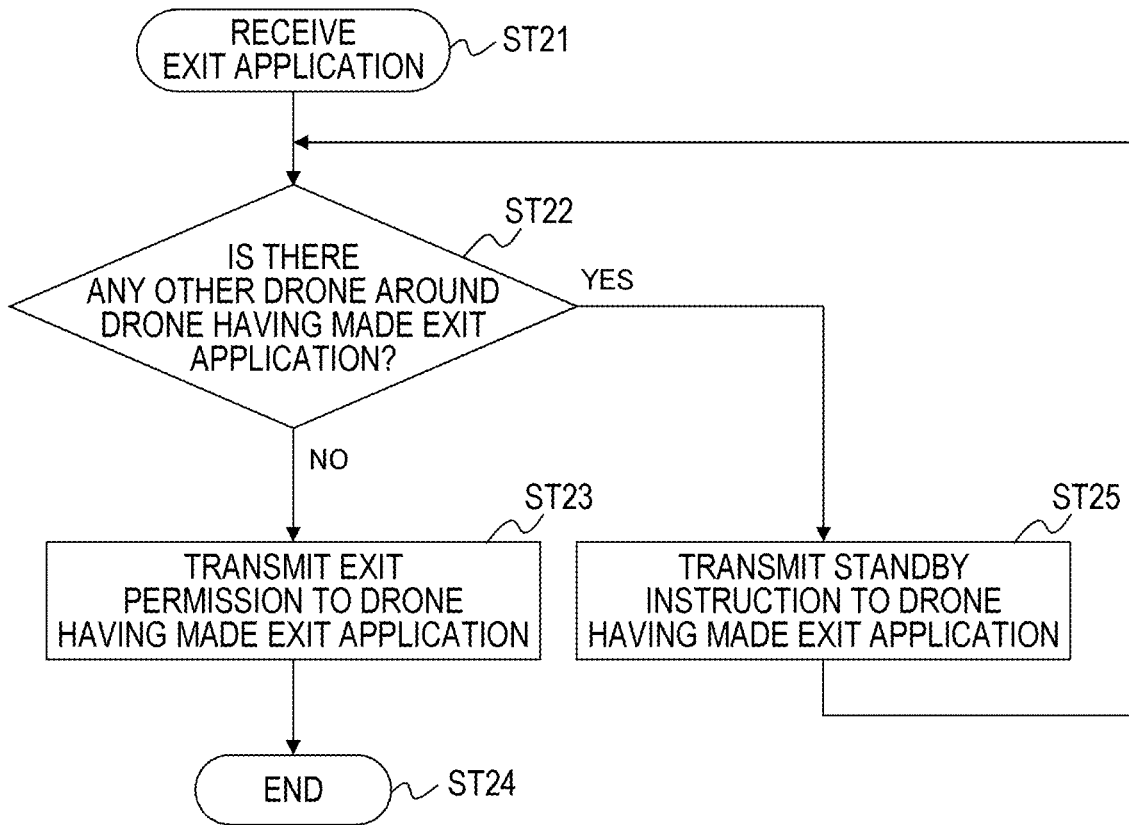 RECEIVE
EXIT APPLICATION
ST21
ST22
IS THERE
ANY OTHER DRONE AROUND
DRONE HAVING MADE EXIT
APPLICATION?
YES
NO
ST23
TRANSMIT EXIT
PERMISSION TO DRONE
HAVING MADE EXIT APPLICATION
ST25
TRANSMIT STANDBY
INSTRUCTION TO DRONE
HAVING MADE EXIT APPLICATION
END
ST24